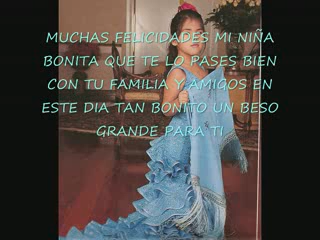 MUCHAS FELICIDADES MI NIÑA
BONITA QUE TE LO PASES BIEN
CON TU FAMILIA Y AMIGOS EN
ESTE DIA TAN BONITO UN BESO
GRANDE PARA TI